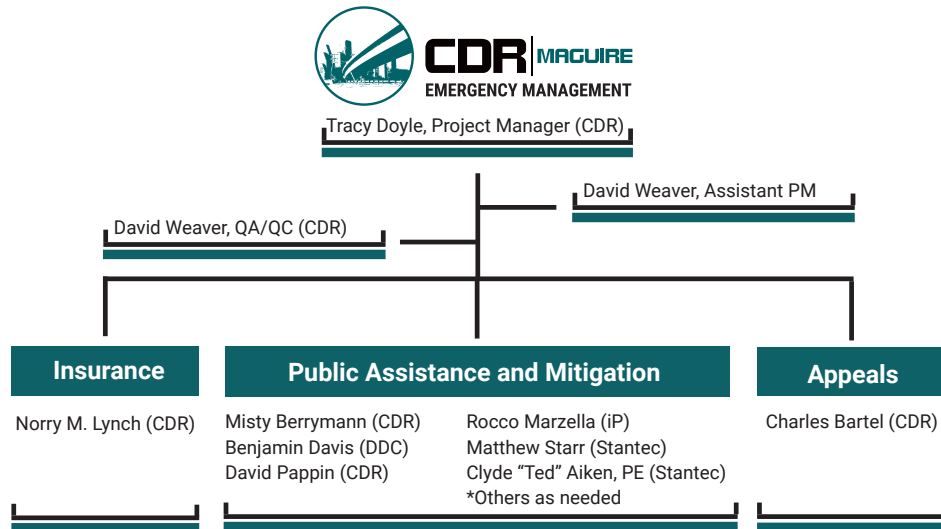 CDR MAGUIRE
EMERGENCY MANAGEMENT
Tracy Doyle, Project Manager (CDR)
David Weaver, Assistant PM
David Weaver, QA/QC (CDR)
Insurance
Norry M. Lynch (CDR)
Public Assistance and Mitigation
Misty Berrymann (CDR)
Benjamin Davis (DDC)
David Pappin (CDR)
Rocco Marzella (iP)
Matthew Starr (Stantec)
Clyde “Ted” Aiken, PE (Stantec)
*Others as needed
Appeals
Charles Bartel (CDR)